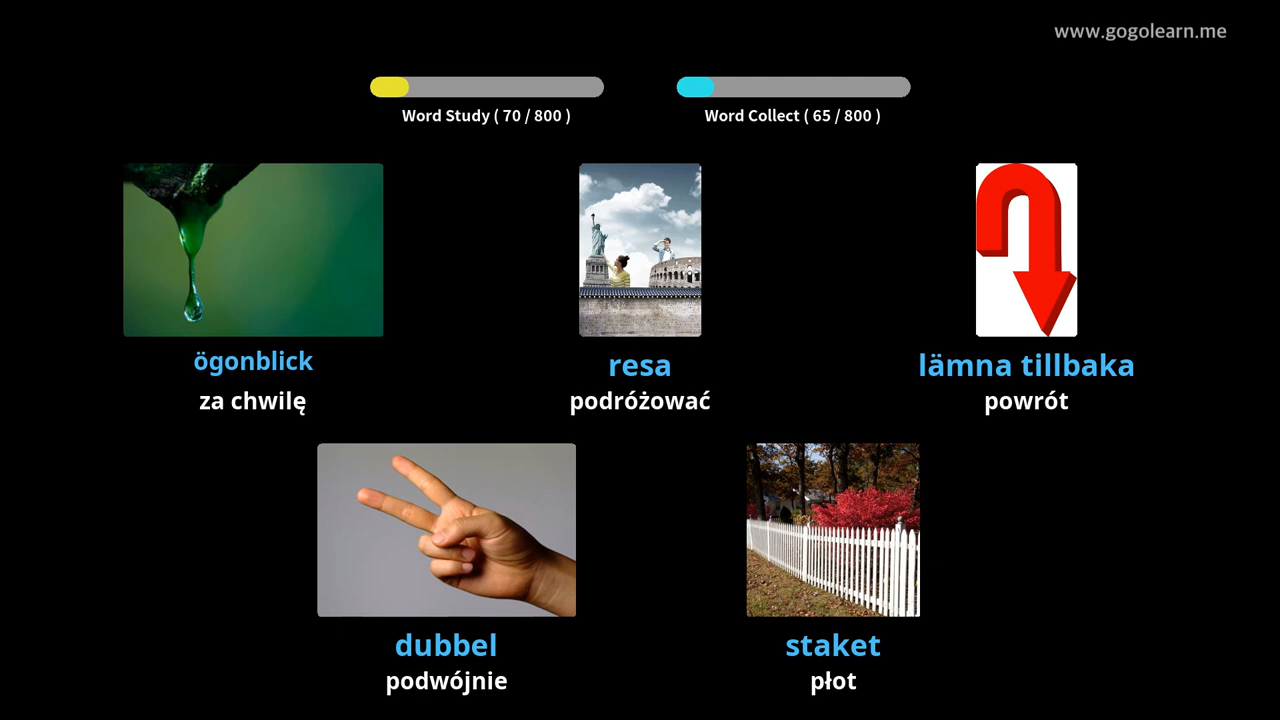 www.gogolearn.me
Word Study ( 70 / 800 )
Word Collect ( 65 / 800 )
ögonblick
za chwilę
resa
podróżować
lämna tillbaka
powrót
dubbel
podwójnie
staket
płot